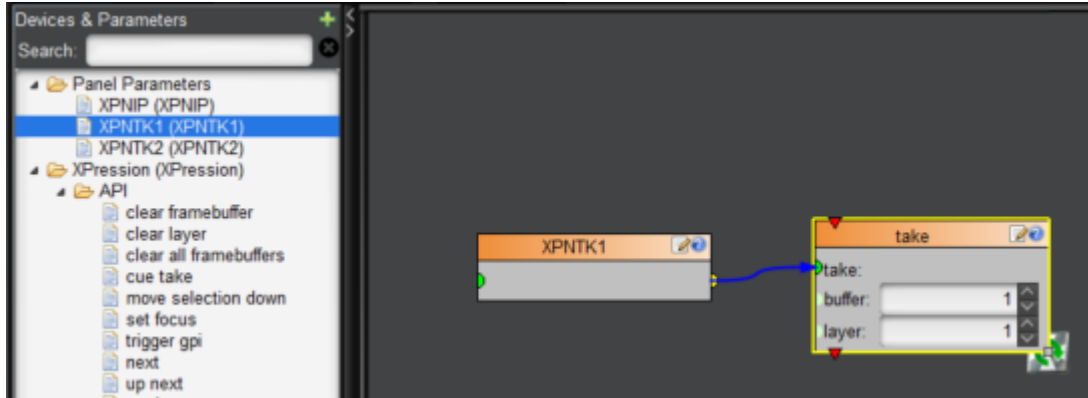 Devices & Parameters
Search:
Panel Parameters
XPNIP (XPNIP)
XPNTK1 (XPNTK1)
XPNTK2 (XPNTK2)
XPression (XPression)
API
clear framebuffer
clear layer
clear all framebuffers
cue take
move selection down
set focus
trigger gpi
next
up next
XPNTK1
take
take:
buffer: 1
layer: 1